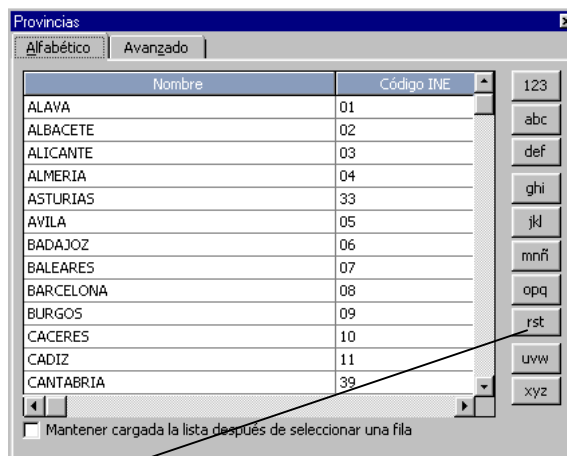 Provincias
Alfabético Avanzado
Nombre Código INE
ALAVA 01
ALBACETE 02
ALICANTE 03
ALMERIA 04
ASTURIAS 33
AVILA 05
BADAJOZ 06
BALEARES 07
BARCELONA 08
BURGOS 09
CACERES 10
CADIZ 11
CANTABRIA 39
123
abc
def
ghi
jkl
mnñ
opq
rst
uvw
xyz
Mantener cargada la lista después de seleccionar una fila